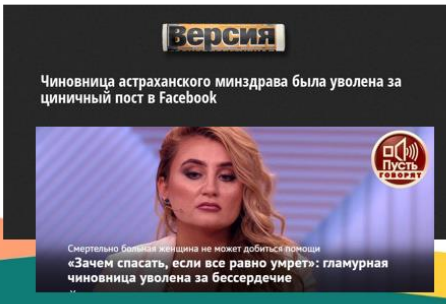 Версия
Чиновница астраханского минздрава была уволена за
циничный пост в Facebook
Пусть
говорят
Смертельно больная женщина не может добиться помощи
«Зачем спасать, если все равно умрет»: гламурная
чиновница уволена за бессердечие